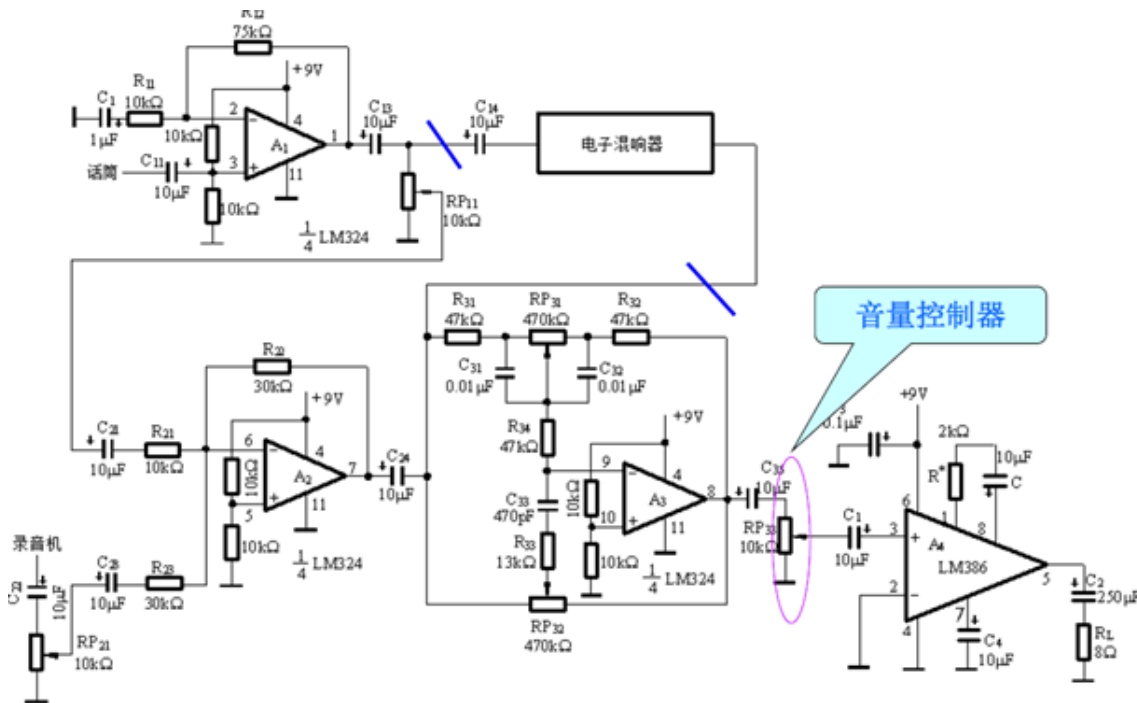 R₁₂
75kΩ
+9V
R₁₁
10kΩ
C₁
1μF
10kΩ
2
4
A₁
1
3
11
话筒
C₁₁
10μF
10kΩ
1/4 LM324
C₁₃
10μF
C₁₄
10μF
RP₁₁
10kΩ
电子混响器
音量控制器
R₃₁
47kΩ
RP₃₁
470kΩ
R₃₂
47kΩ
C₃₁
0.01μF
C₃₂
0.01μF
R₂₂
30kΩ
+9V
C₂₁
10μF
R₂₁
10kΩ
6
4
A₂
7
10kΩ
5
11
10kΩ
1/4 LM324
C₂₄
10μF
录音机
C₂₂
10μF
C₂₃
10μF
R₂₃
30kΩ
RP₂₁
10kΩ
R₃₄
47kΩ
+9V
9
4
A₃
8
C₃₃
470pF
10kΩ
10
11
R₃₃
13kΩ
10kΩ
1/4 LM324
RP₃₂
470kΩ
C₃₅
10μF
RP₃₃
10kΩ
C₁
10μF
+9V
0.1μF
2kΩ
R*
10μF
C
6
1
8
3
A₄
LM386
5
2
7
4
C₄
10μF
C₂
250μF
R_L
8Ω